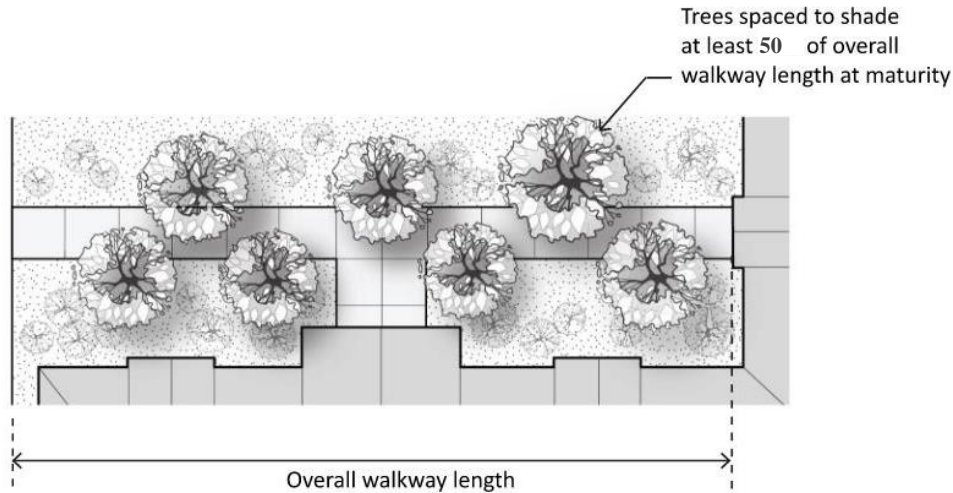 Trees spaced to shade
at least 50 of overall
walkway length at maturity
Overall walkway length